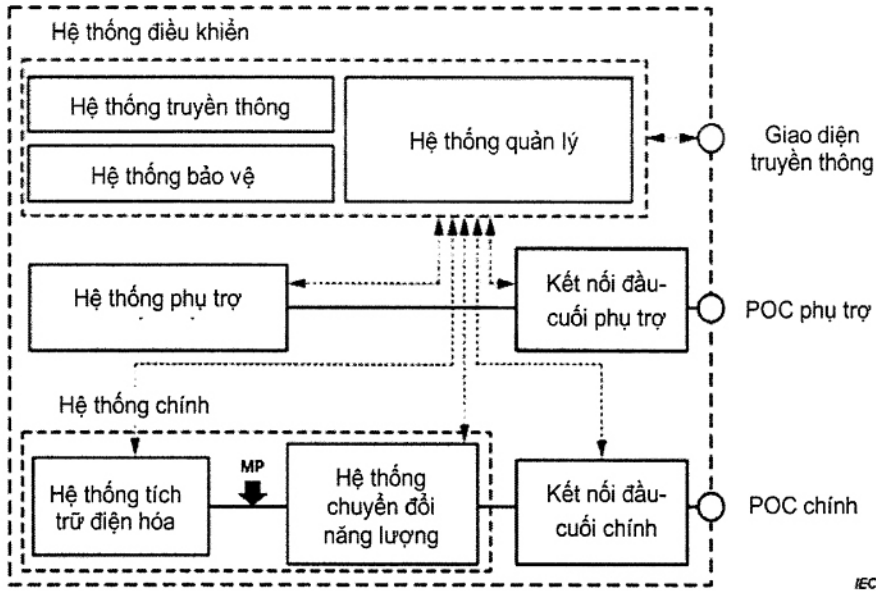 Hệ thống điều khiển
Hệ thống truyền thông
Hệ thống bảo vệ
Hệ thống quản lý
Giao diện
truyền thông
Hệ thống phụ trợ
Kết nối đầu-
cuối phụ trợ
POC phụ trợ
Hệ thống chính
Hệ thống tích
trữ điện hóa
MP
Hệ thống
chuyển đổi
năng lượng
Kết nối đầu-
cuối chính
POC chính
IEC